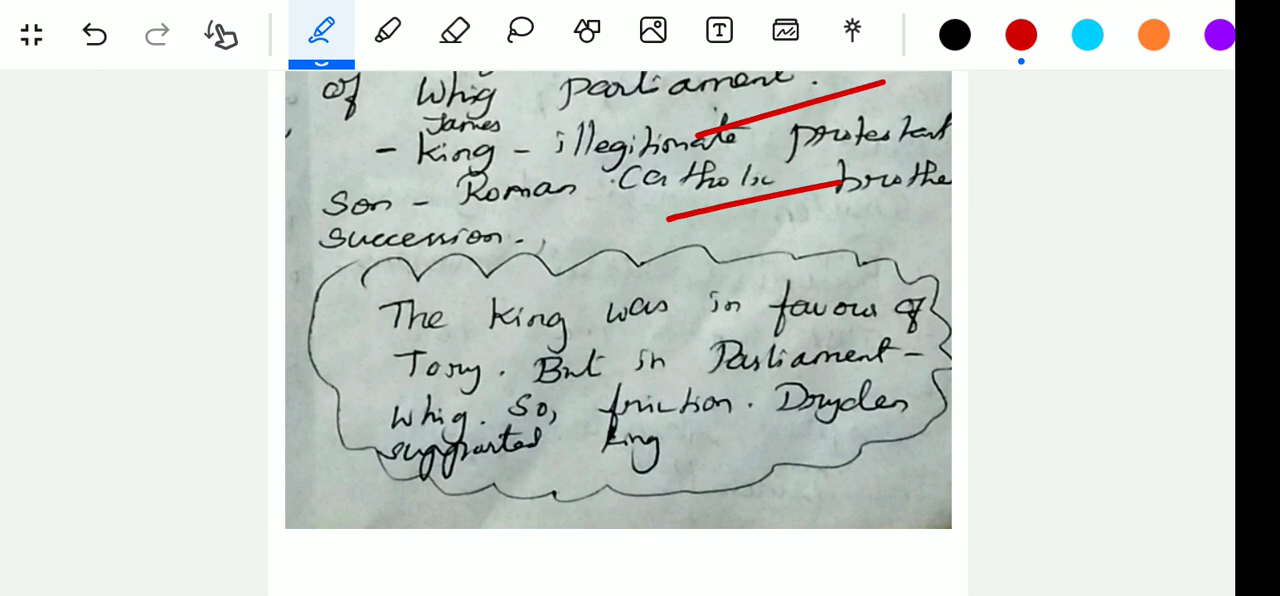 of Whig parliament.
James
- King - illegitimate protestant
Son - Roman Catholic brothe
succession.
The King was in favour of
Tory. But in Parliament -
Whig. So, friction. Dryden
supported king